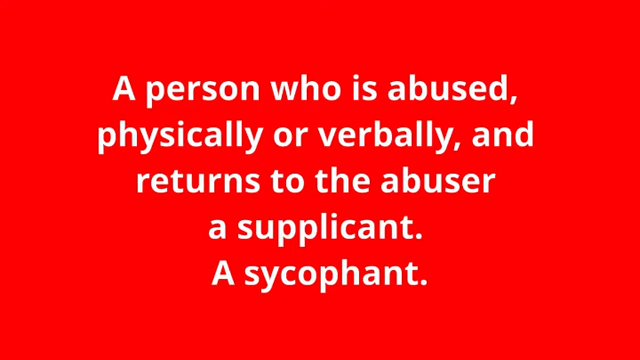 A person who is abused,
physically or verbally, and
returns to the abuser
a supplicant.
A sycophant.